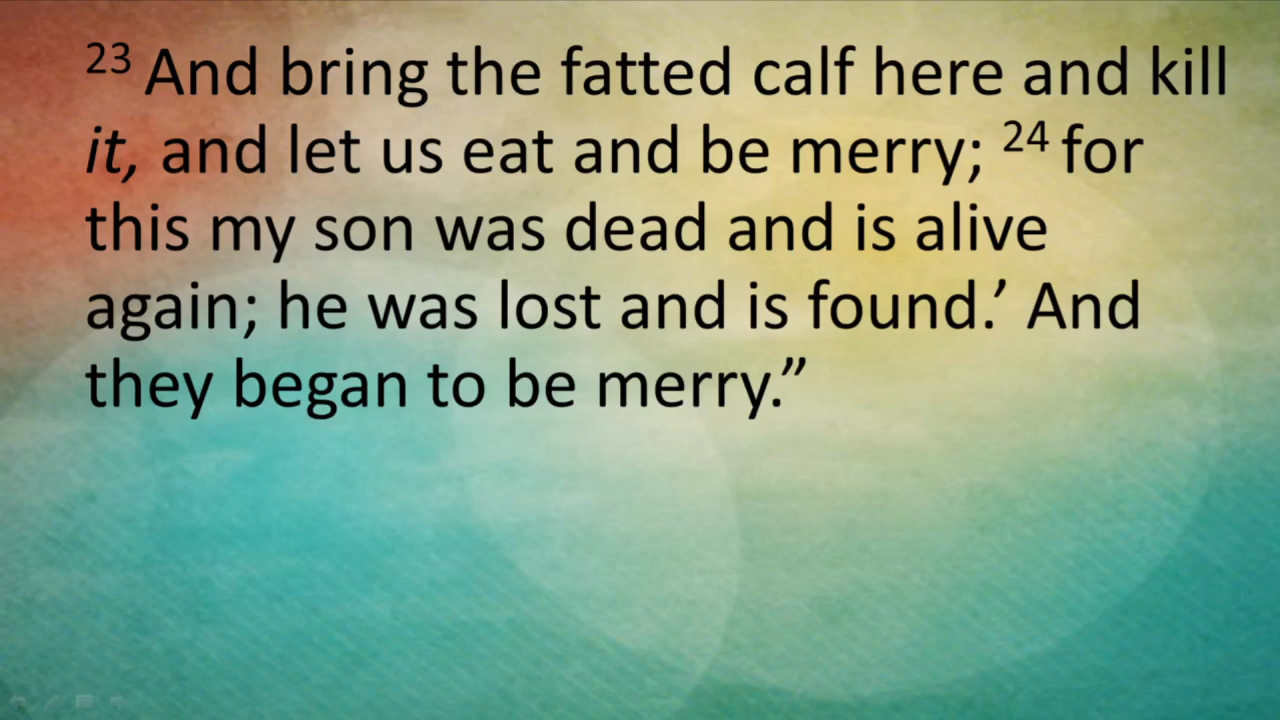 23 And bring the fatted calf here and kill
it, and let us eat and be merry; 24 for
this my son was dead and is alive
again; he was lost and is found.’ And
they began to be merry.”